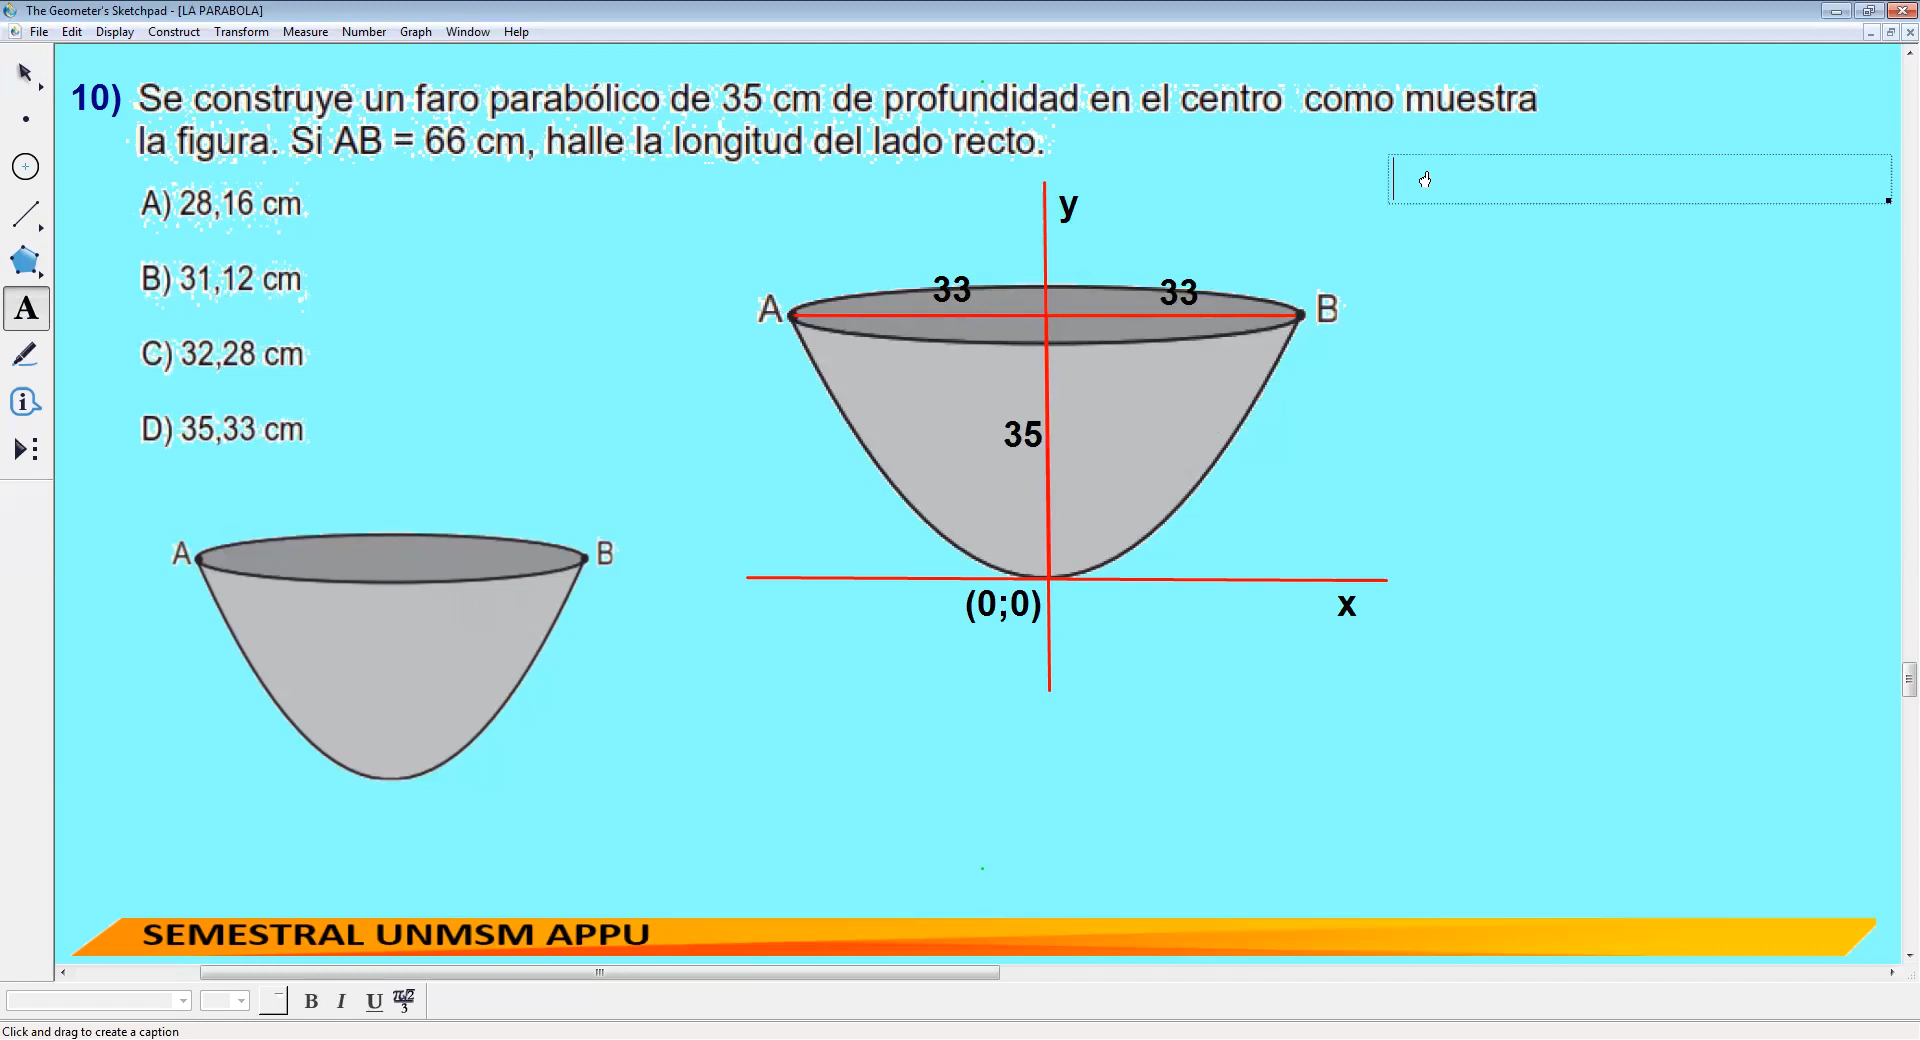 The Geometer's Sketchpad - [LA PARABOLA]
File Edit Display Construct Transform Measure Number Graph Window Help
10) Se construye un faro parabólico de 35 cm de profundidad en el centro como muestra
la figura. Si AB = 66 cm, halle la longitud del lado recto.
A) 28,16 cm
B) 31,12 cm
C) 32,28 cm
D) 35,33 cm
y
33 33
A B
35
(0;0) x
A B
SEMESTRAL UNMSM APPU
B I U
Click and drag to create a caption